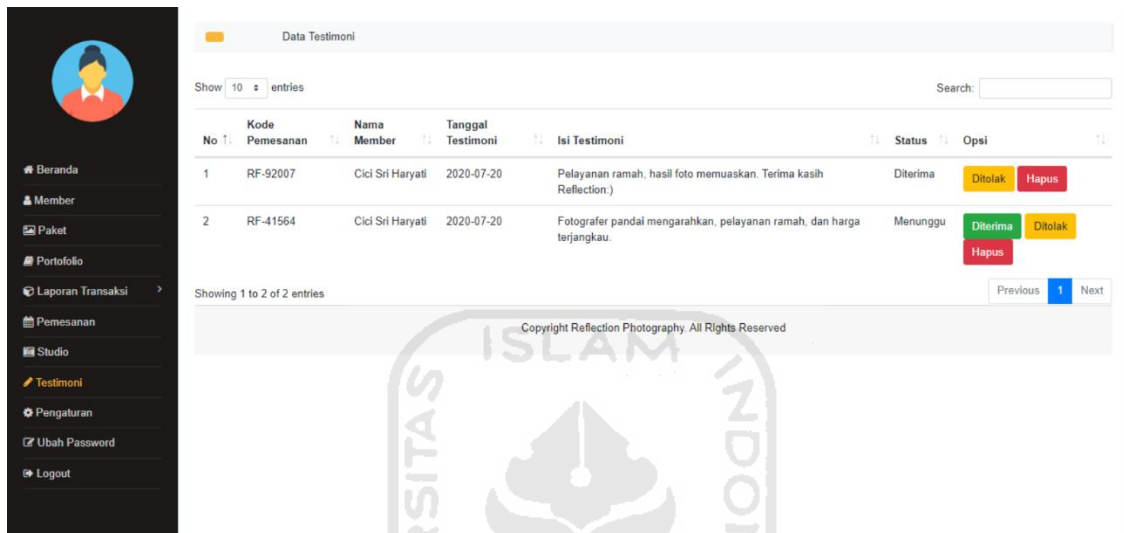 Data Testimoni
Show 10 entries
Search:
No Kode Pemesanan Nama Member Tanggal Testimoni Isi Testimoni Status Opsi
1 RF-92007 Cici Sri Haryati 2020-07-20 Pelayanan ramah, hasil foto memuaskan. Terima kasih Diterima Ditolak Hapus
Reflection:)
2 RF-41564 Cici Sri Haryati 2020-07-20 Fotografer pandai mengarahkan, pelayanan ramah, dan harga Menunggu Diterima Ditolak
terjangkau. Hapus
Showing 1 to 2 of 2 entries
Previous 1 Next
Copyright Reflection Photography. All Rights Reserved
Beranda
Member
Paket
Portofolio
Laporan Transaksi
Pemesanan
Studio
Testimoni
Pengaturan
Ubah Password
Logout
ISLAM